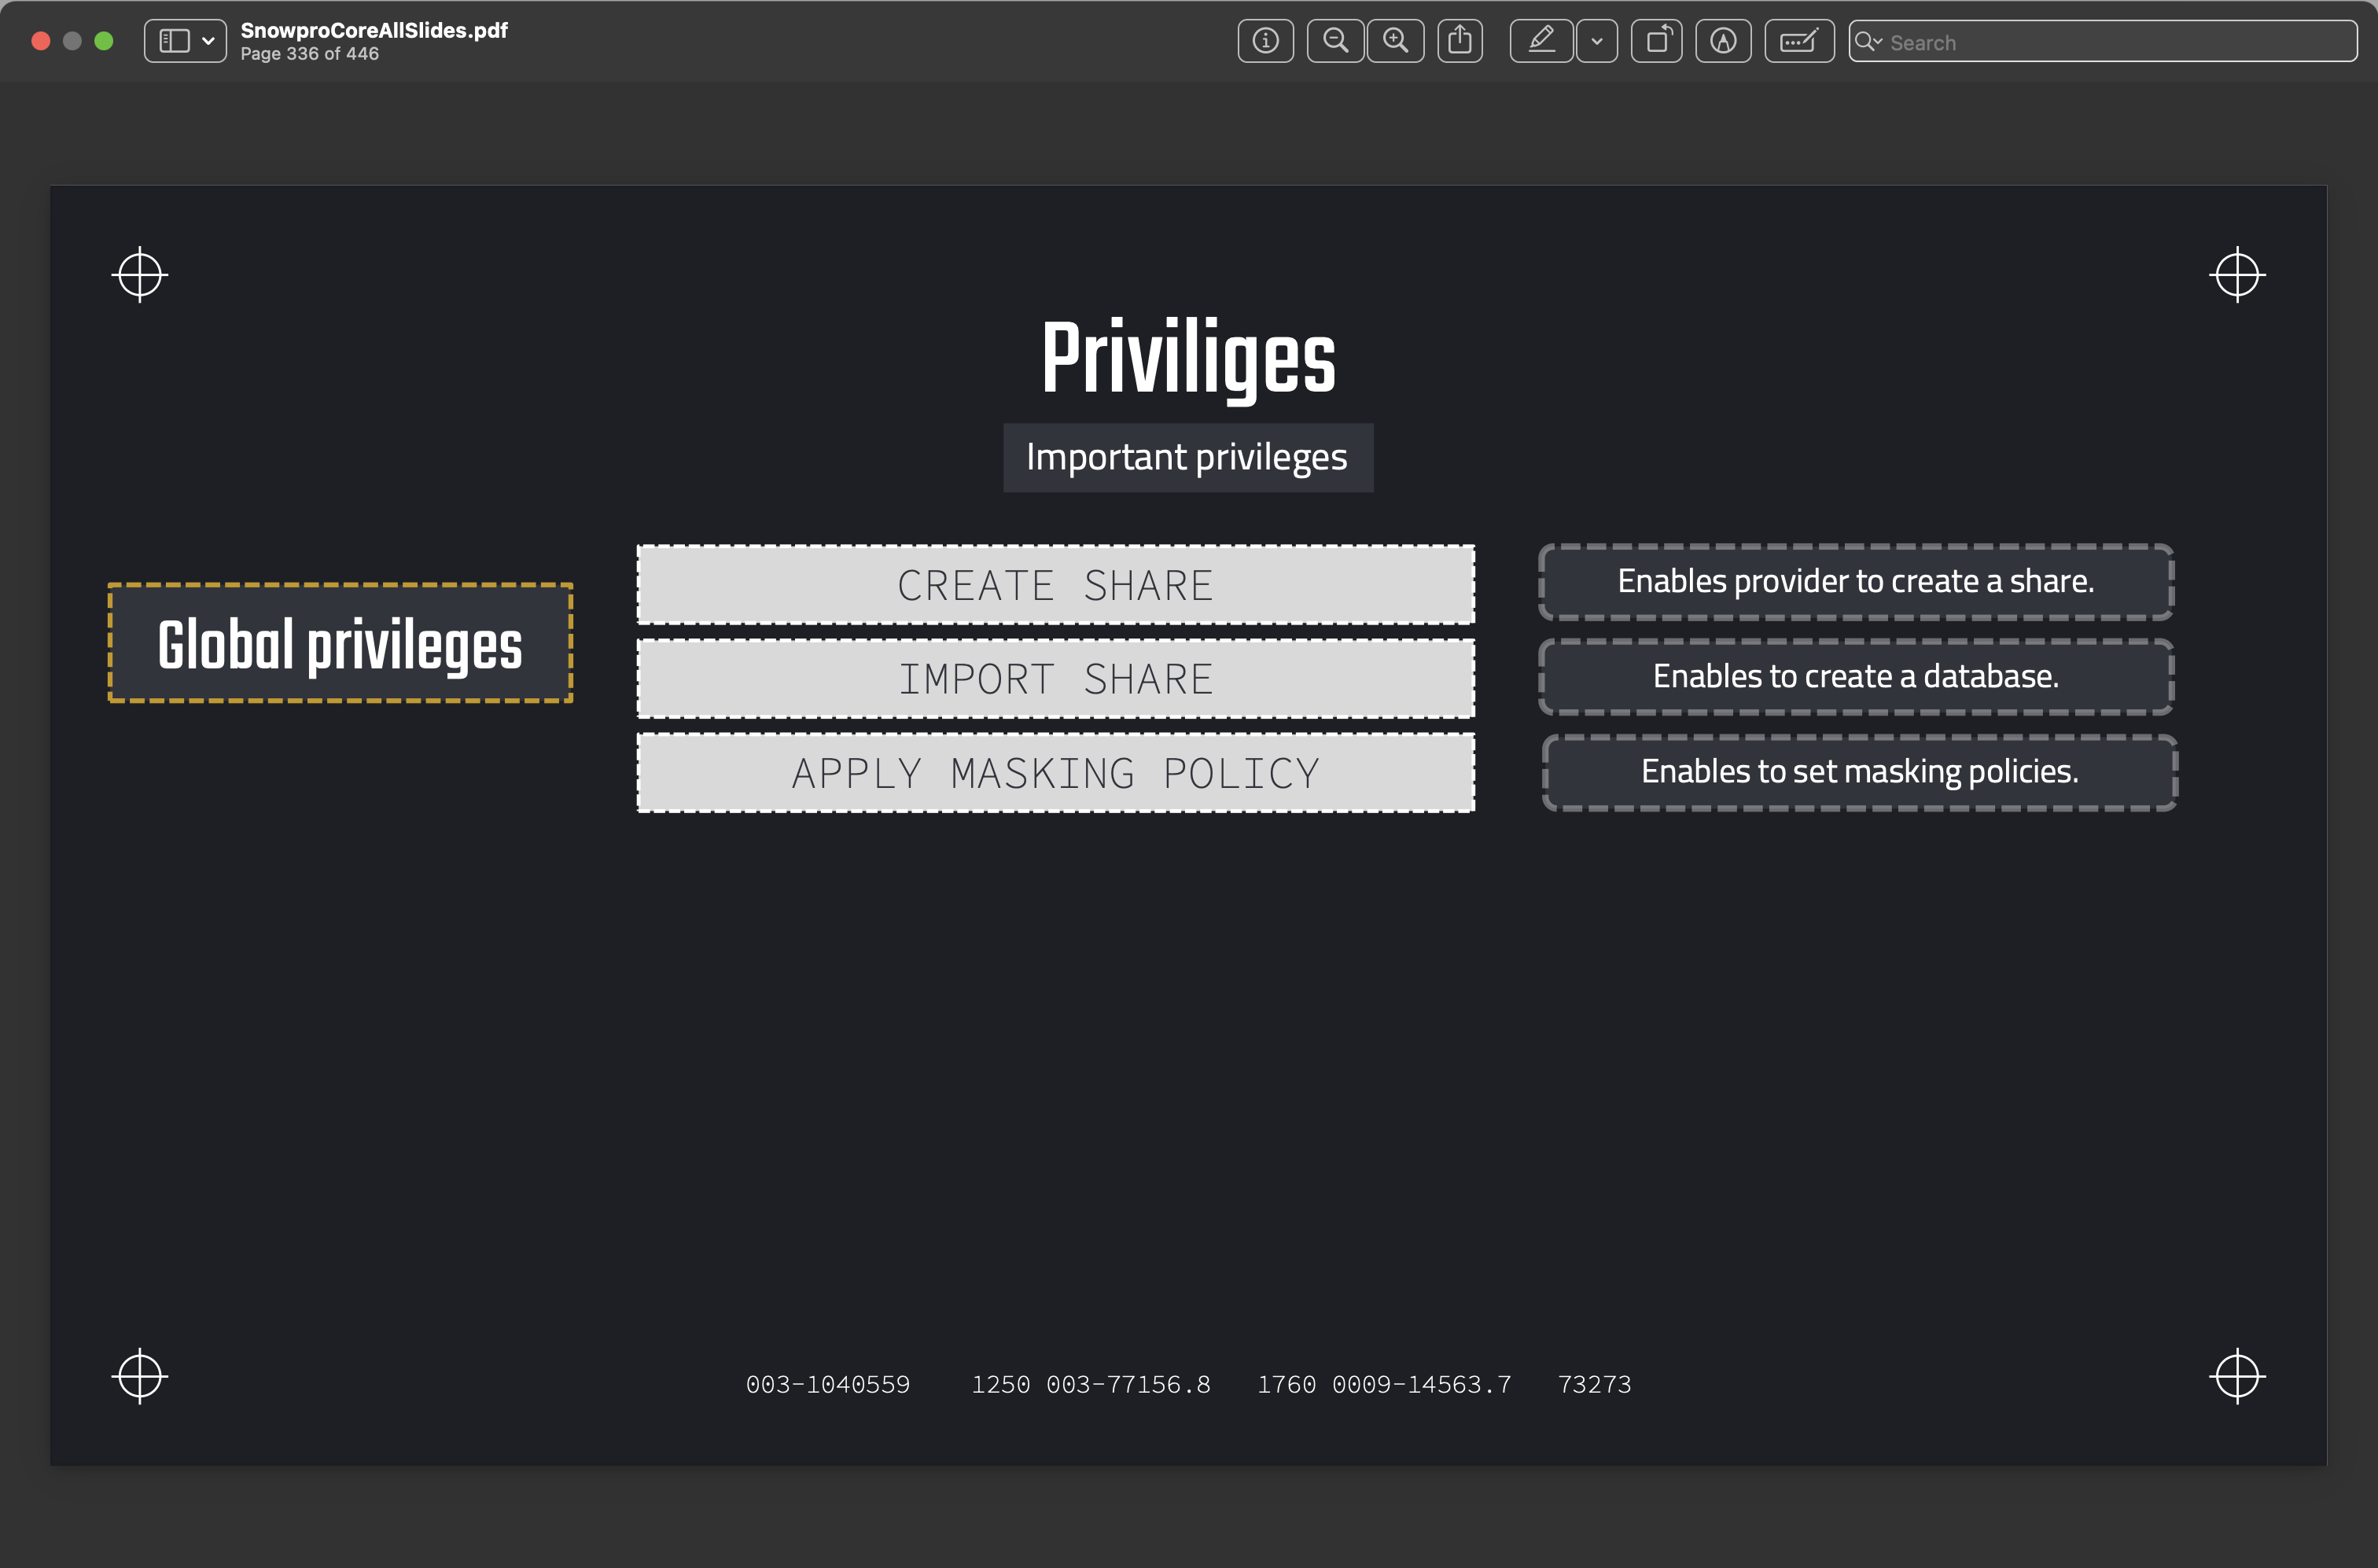 SnowproCoreAllSlides.pdf
Page 336 of 446
Search
Priviliges
Important privileges
Global privileges
CREATE SHARE
Enables provider to create a share.
IMPORT SHARE
Enables to create a database.
APPLY MASKING POLICY
Enables to set masking policies.
003-1040559 1250 003-77156.8 1760 0009-14563.7 73273